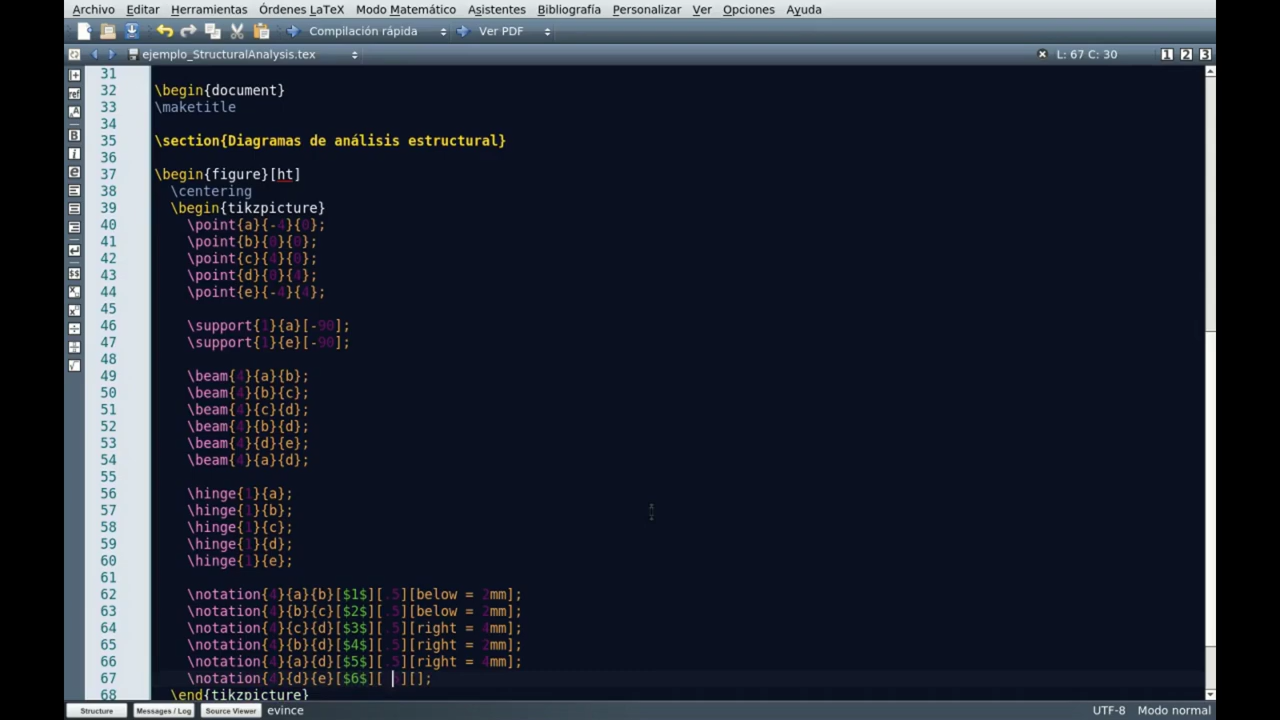 Archivo Editar Herramientas Órdenes LaTeX Modo Matemático Asistentes Bibliografía Personalizar Ver Opciones Ayuda
Compilación rápida Ver PDF
ejemplo_StructuralAnalysis.tex L: 67 C: 30 1 2 3
31
32 \begin{document}
33 \maketitle
34
35 \section{Diagramas de análisis estructural}
36
37 \begin{figure}[ht]
38 \centering
39 \begin{tikzpicture}
40 \point{a}{-4}{0};
41 \point{b}{0}{0};
42 \point{c}{4}{0};
43 \point{d}{0}{4};
44 \point{e}{-4}{4};
45
46 \support{1}{a}[-90];
47 \support{1}{e}[-90];
48
49 \beam{4}{a}{b};
50 \beam{4}{b}{c};
51 \beam{4}{c}{d};
52 \beam{4}{b}{d};
53 \beam{4}{d}{e};
54 \beam{4}{a}{d};
55
56 \hinge{1}{a};
57 \hinge{1}{b};
58 \hinge{1}{c};
59 \hinge{1}{d};
60 \hinge{1}{e};
61
62 \notation{4}{a}{b}[$1$][.5][below = 2mm];
63 \notation{4}{b}{c}[$2$][.5][below = 2mm];
64 \notation{4}{c}{d}[$3$][.5][right = 4mm];
65 \notation{4}{b}{d}[$4$][.5][right = 2mm];
66 \notation{4}{a}{d}[$5$][.5][right = 4mm];
67 \notation{4}{d}{e}[$6$][.5][];
68 \end{tikzpicture}
Structure Messages / Log Source Viewer evince UTF-8 Modo normal